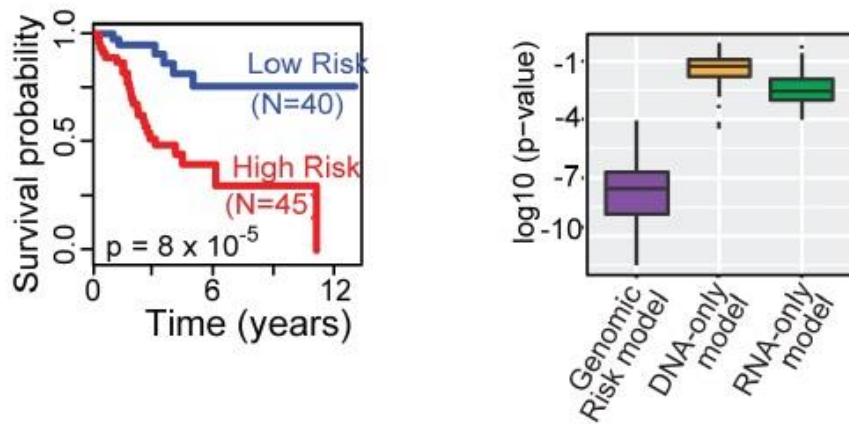 Survival probability
1.0
0.5
0.0
Low Risk
(N=40)
High Risk
(N=45)
p = 8 x 10-5
0 6 12
Time (years)
log10 (p-value)
-1
-4
-7
-10
Genomic
Risk model
DNA-only
model
RNA-only
model